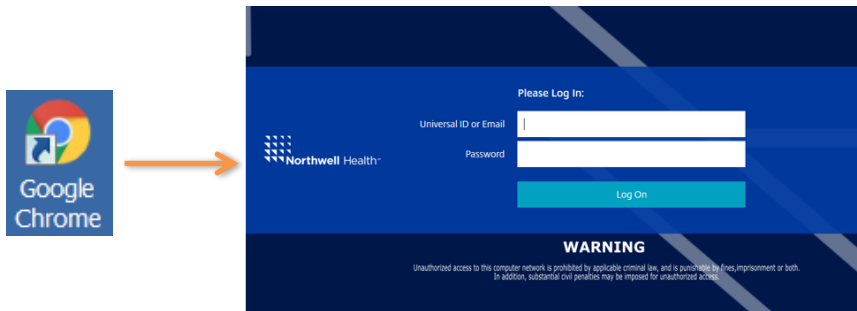 Google
Chrome
Please Log In:
Universal ID or Email
Northwell Health
Password
Log On
WARNING
Unauthorized access to this computer network is prohibited by applicable criminal law, and is punishable by fines,imprisonment or both.
In addition, substantial civil penalties may be imposed for unauthorized access.